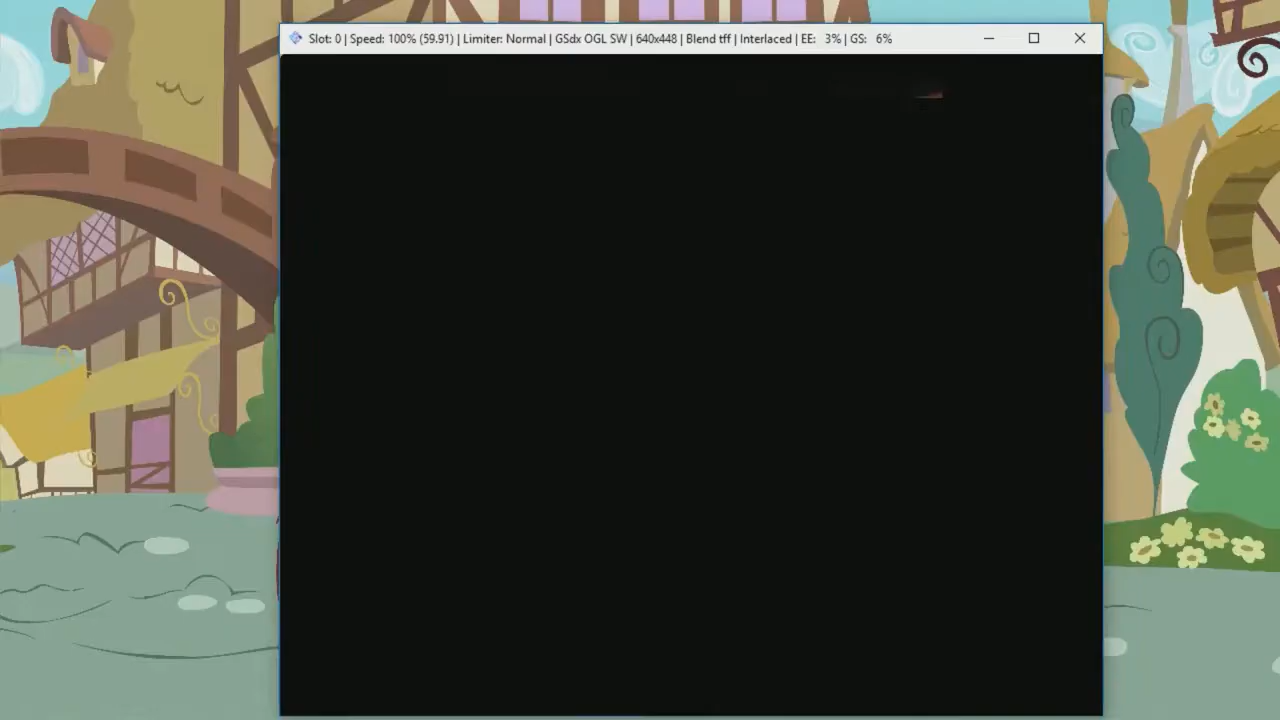 Slot: 0 | Speed: 100% (59.91) | Limiter: Normal | GSdx OGL SW | 640x448 | Blend tff | Interlaced | EE: 3% | GS: 6%